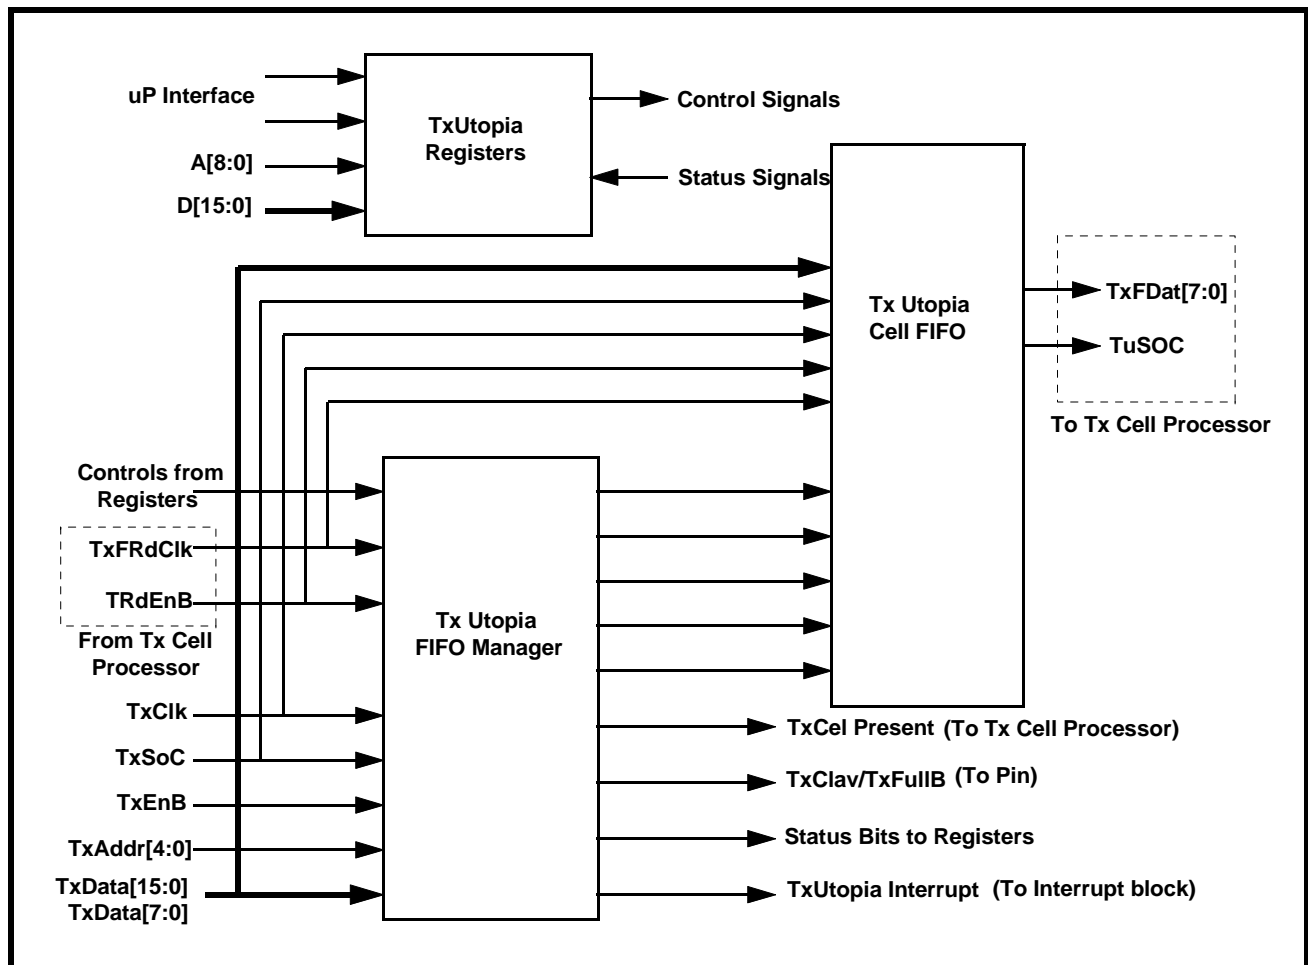 uP Interface
A[8:0]
D[15:0]
TxUtopia
Registers
Control Signals
Status Signals
Tx Utopia
Cell FIFO
TxFDat[7:0]
TuSOC
To Tx Cell Processor
Controls from
Registers
TxFRdClk
TRdEnB
From Tx Cell
Processor
TxClk
TxSoC
TxEnB
TxAddr[4:0]
TxData[15:0]
TxData[7:0]
Tx Utopia
FIFO Manager
TxCel Present (To Tx Cell Processor)
TxClav/TxFullB (To Pin)
Status Bits to Registers
TxUtopia Interrupt (To Interrupt block)